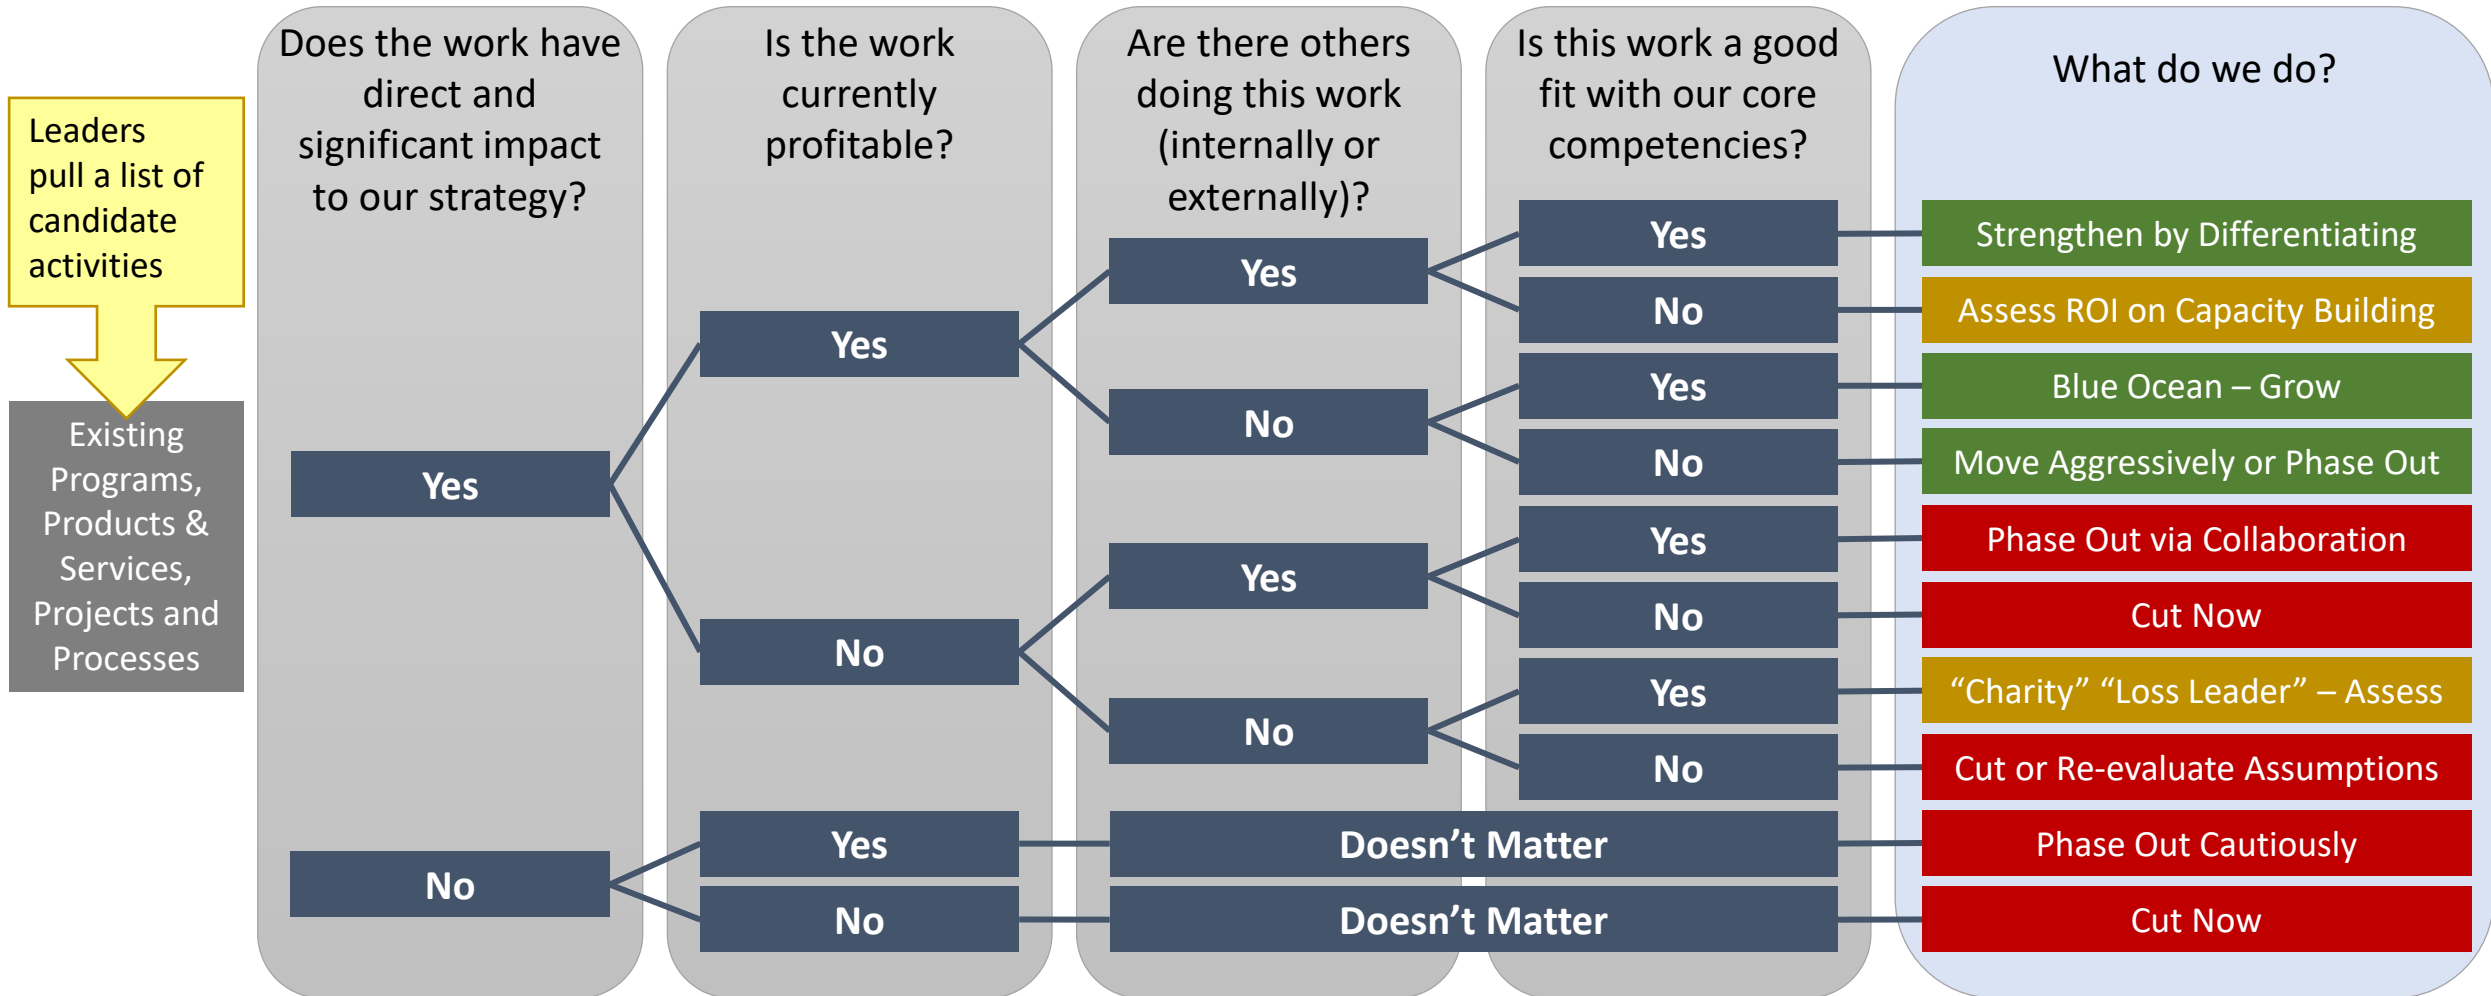 Does the work have
direct and
significant impact
to our strategy?
Is the work
currently
profitable?
Are there others
doing this work
(internally or
externally)?
Is this work a good
fit with our core
competencies?
What do we do?
Leaders
pull a list of
candidate
activities
Existing
Programs,
Products &
Services,
Projects and
Processes
Yes
No
Yes
No
Yes
No
Yes
No
Yes
No
Yes
No
Yes
No
Yes
No
Yes
No
Doesn't Matter
Doesn't Matter
Strengthen by Differentiating
Assess ROI on Capacity Building
Blue Ocean – Grow
Move Aggressively or Phase Out
Phase Out via Collaboration
Cut Now
“Charity” “Loss Leader” – Assess
Cut or Re-evaluate Assumptions
Phase Out Cautiously
Cut Now